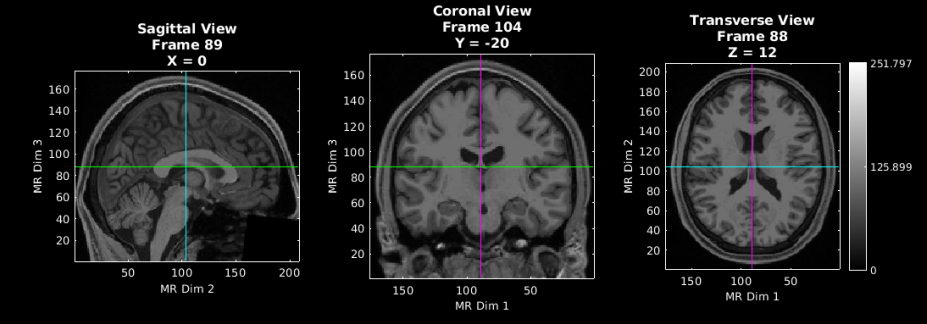 Sagittal View
Frame 89
X = 0
160
140
120
100
80
60
40
20
MR Dim 3
50
100
150
200
MR Dim 2
Coronal View
Frame 104
Y = -20
160
140
120
100
80
60
40
20
MR Dim 3
150
100
50
MR Dim 1
Transverse View
Frame 88
Z = 12
200
180
160
140
120
100
80
60
40
20
MR Dim 2
150
100
50
MR Dim 1
251.797
125.899
0